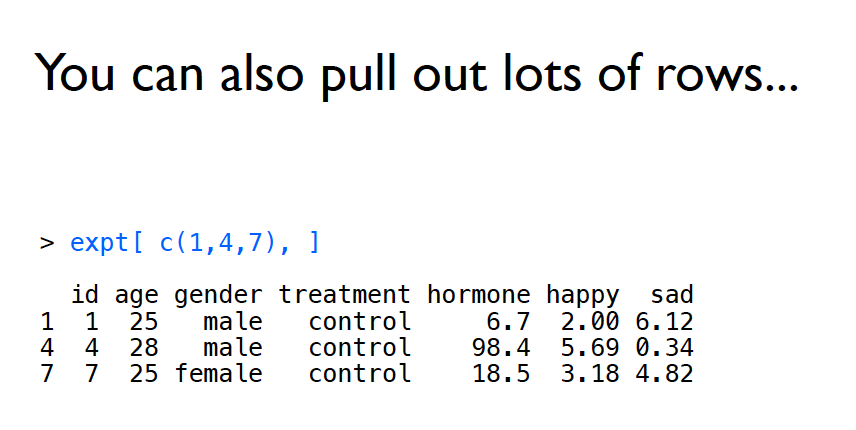 You can also pull out lots of rows...
> expt[ c(1,4,7), ]
  id age gender treatment hormone happy  sad
1  1  25   male   control     6.7  2.00 6.12
4  4  28   male   control    98.4  5.69 0.34
7  7  25 female   control    18.5  3.18 4.82